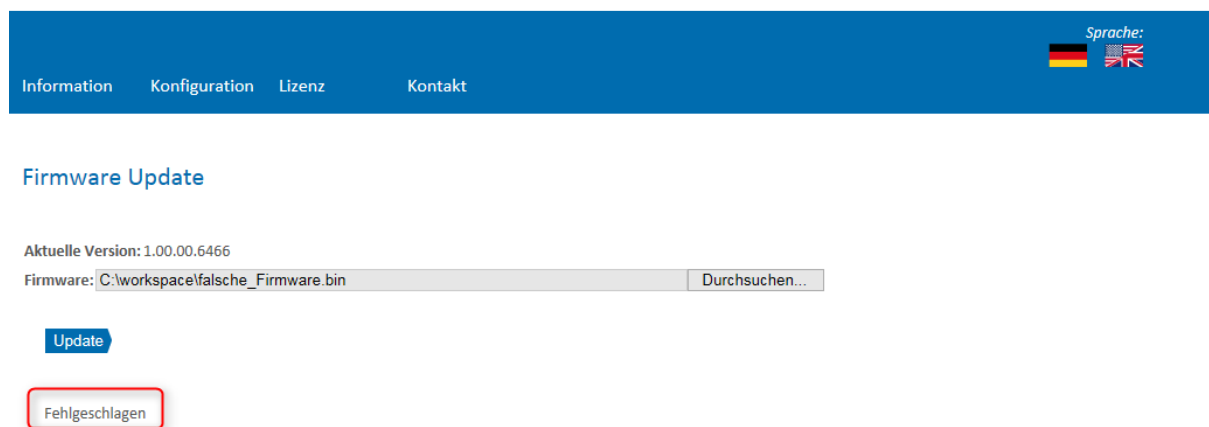 Sprache:
Information Konfiguration Lizenz Kontakt
Firmware Update
Aktuelle Version: 1.00.00.6466
Firmware: C:\workspace\falsche_Firmware.bin Durchsuchen...
Update
Fehlgeschlagen